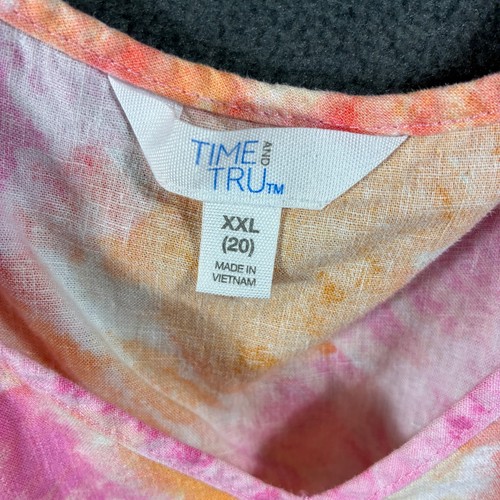 TIME AND
TRU™
XXL
(20)
MADE IN
VIETNAM